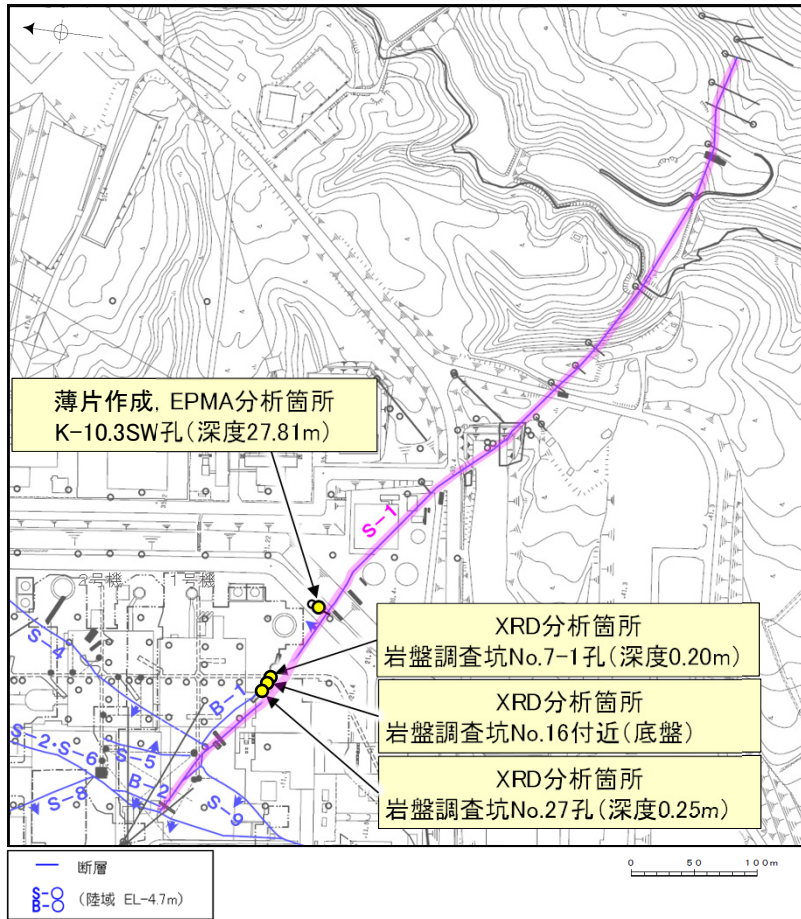 薄片作成, EPMA分析箇所
K-10.3SW孔(深度27.81m)
S-1
2号機
1号機
XRD分析箇所
岩盤調査坑No.7-1孔(深度0.20m)
XRD分析箇所
岩盤調査坑No.16付近(底盤)
XRD分析箇所
岩盤調査坑No.27孔(深度0.25m)
S-4
B-1
S-2・S-6
S-5
B-2
S-8
S-9
断層
S-○
B-○
(陸域 EL-4.7m)
0 50 100m